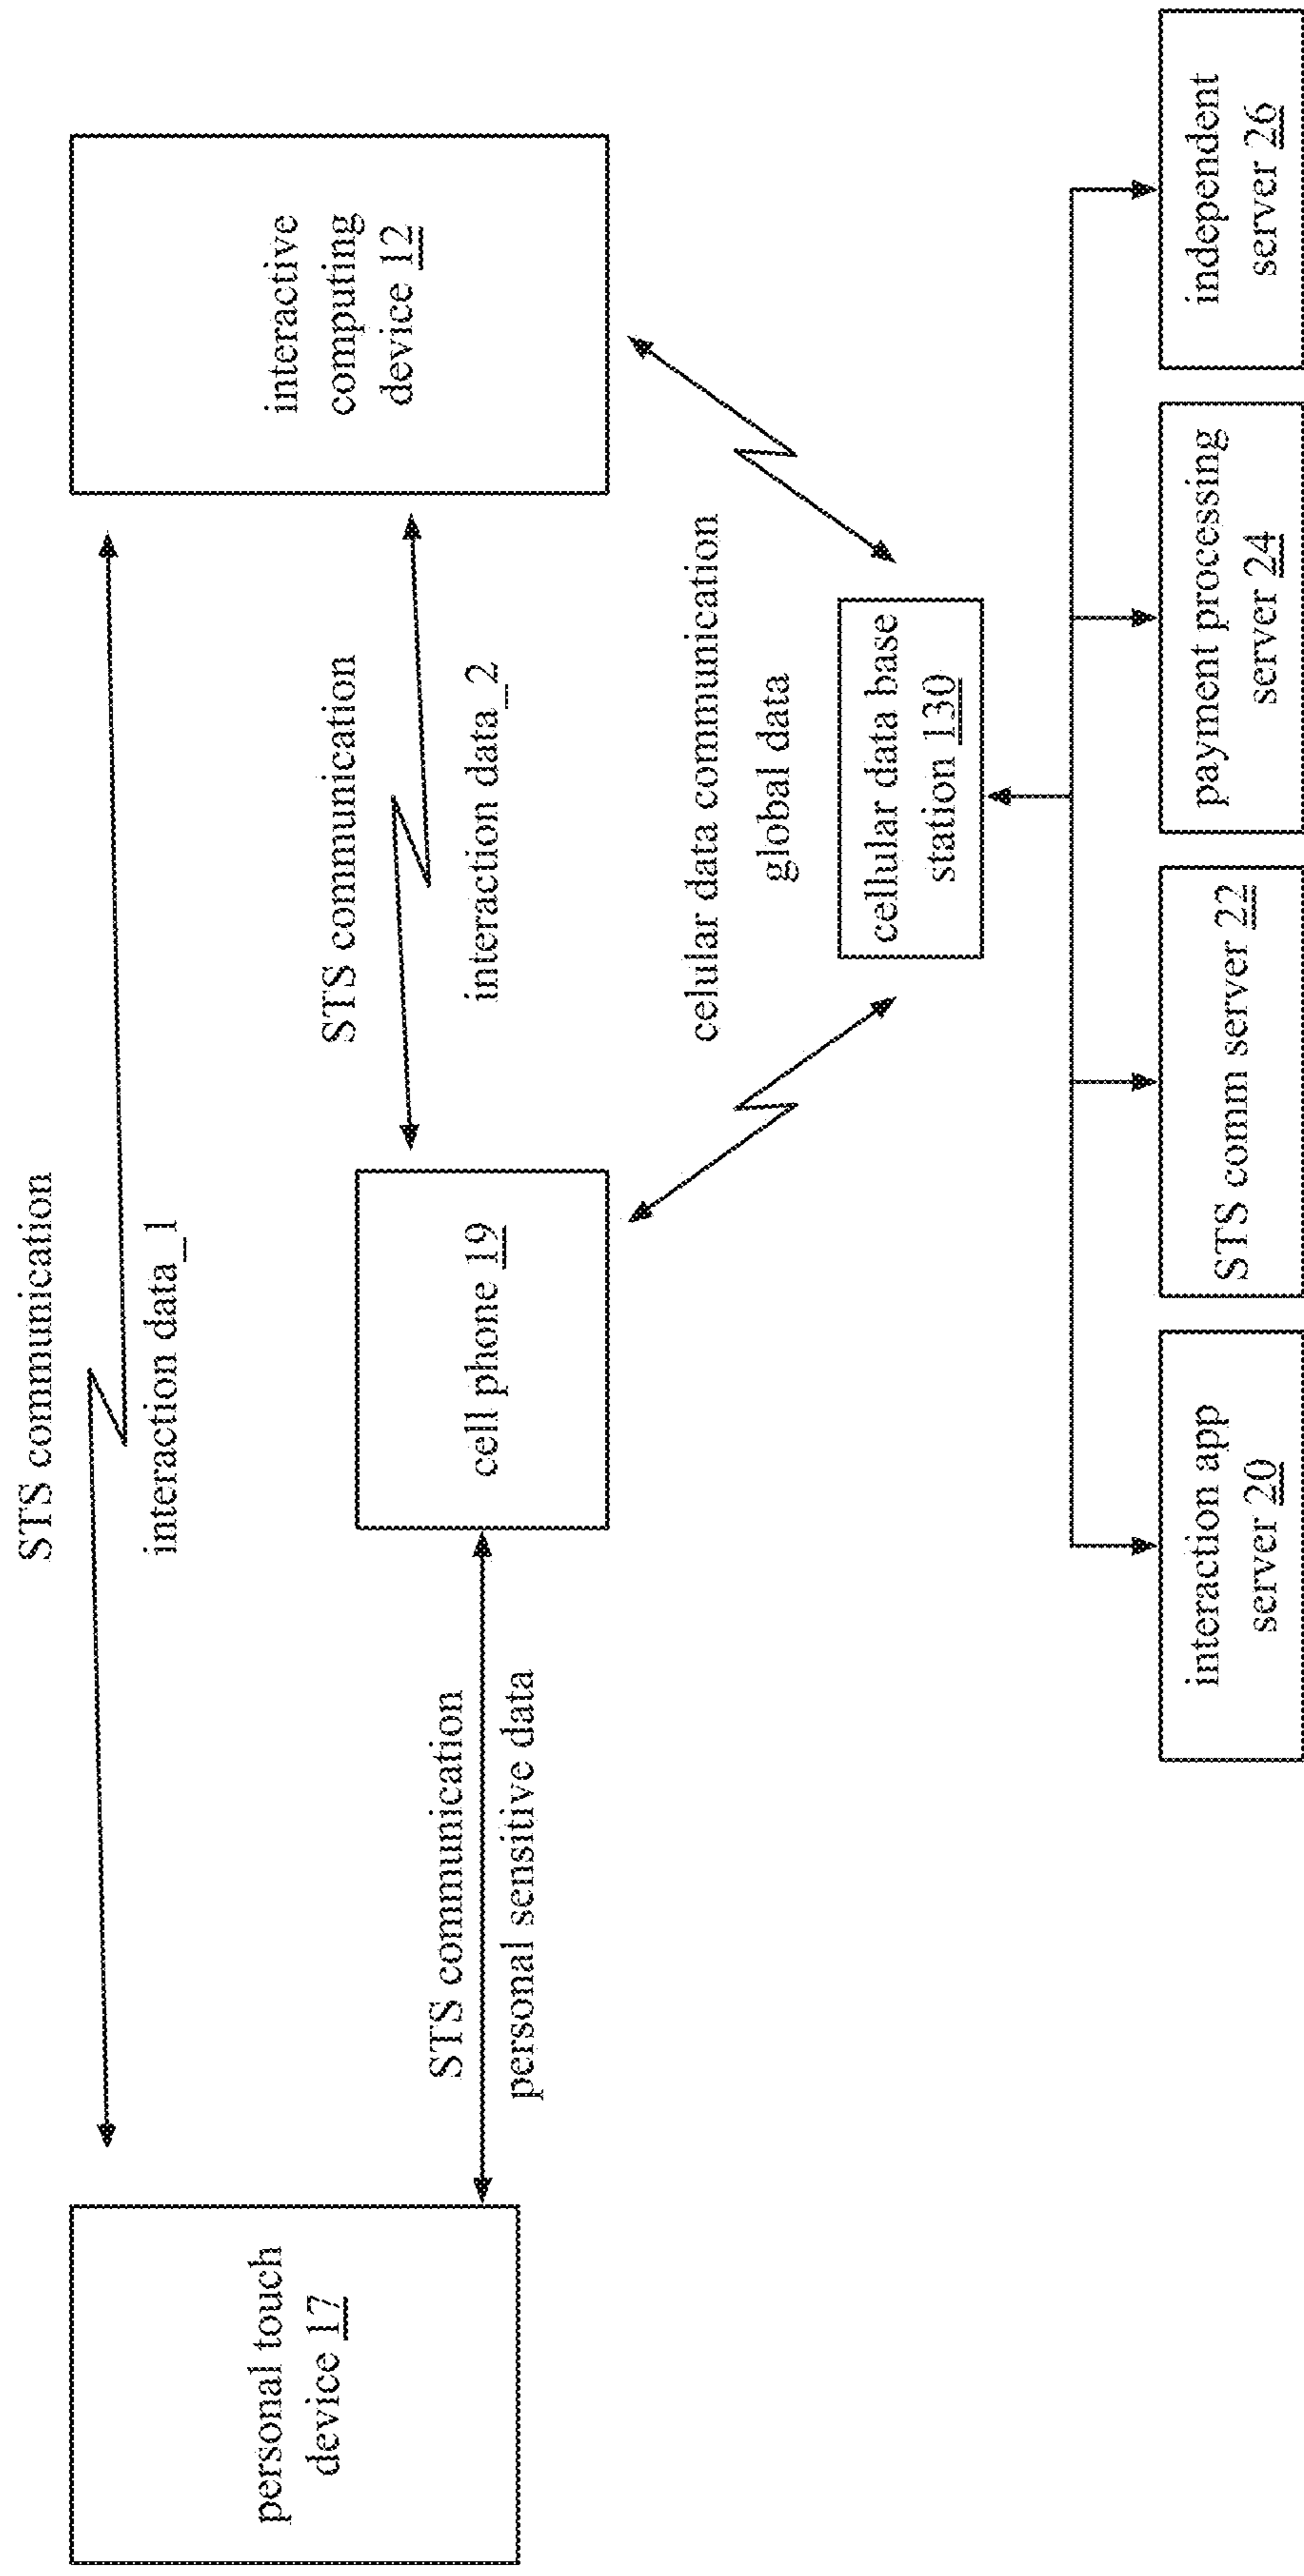 STS communication
interaction data_1
personal touch
device 17
STS communication
personal sensitive data
cell phone 19
STS communication
interaction data_2
interactive
computing
device 12
celular data communication
global data
cellular data base
station 130
interaction app
server 20
STS comm server 22
payment processing
server 24
independent
server 26